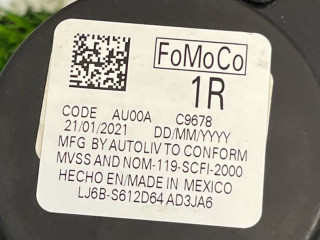 FoMoCo
1R
CODE AU00A C9678
21/01/2021 DD/MM/YYYY
MFG BY AUTOLIV TO CONFORM
MVSS AND NOM-119-SCFI-2000
HECHO EN/MADE IN MEXICO
LJ6B-S612D64 AD3JA6